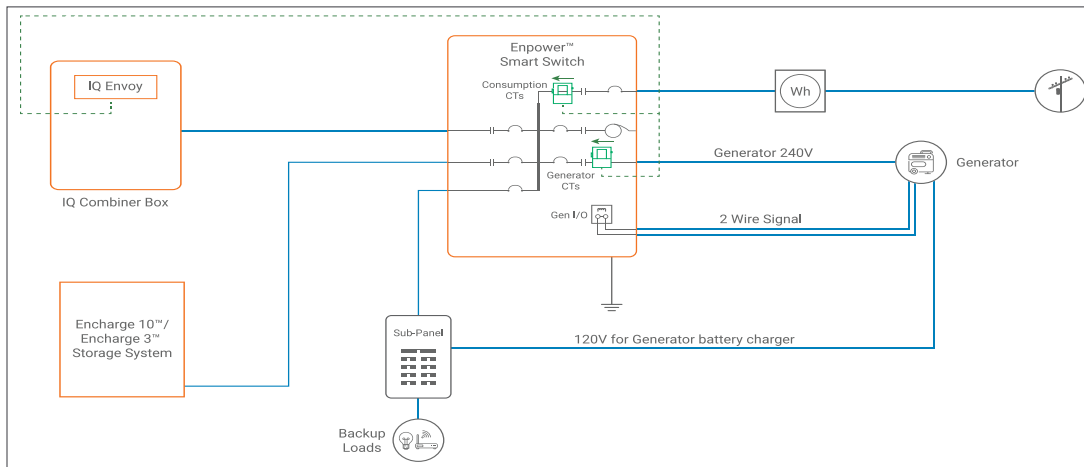 Enpower™
Smart Switch
IQ Envoy
Consumption
CTs
Wh
Generator 240V
Generator
Generator
CTs
IQ Combiner Box
Gen I/O
2 Wire Signal
Encharge 10™/
Encharge 3™
Storage System
Sub-Panel
120V for Generator battery charger
Backup
Loads